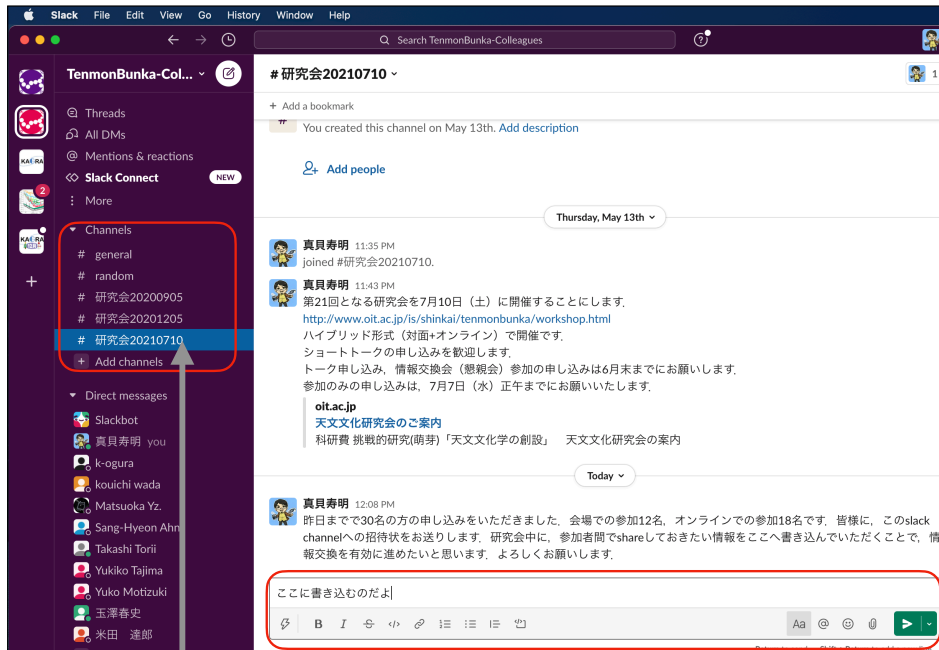 Slack File Edit View Go History Window Help
Search TenmonBunka-Colleagues
TenmonBunka-Col...
Threads
All DMs
@ Mentions & reactions
Slack Connect NEW
More
Channels
# general
# random
# 研究会20200905
# 研究会20201205
# 研究会20210710
+ Add channels
Direct messages
Slackbot
真貝寿明 you
k-ogura
kouichi wada
Matsuoka Yz.
Sang-Hyeon Ahn
Takashi Torii
Yukiko Tajima
Yuko Motizuki
玉澤春史
米田 達郎
KAGRA
2
KAGRA
+
# 研究会20210710
1
+ Add a bookmark
#
You created this channel on May 13th. Add description
Add people
Thursday, May 13th
真貝寿明 11:35 PM
joined #研究会20210710.
真貝寿明 11:43 PM
第21回となる研究会を7月10日（土）に開催することにします.
http://www.oit.ac.jp/is/shinkai/tenmonbunka/workshop.html
ハイブリッド形式（対面+オンライン）で開催です.
ショートトークの申し込みを歓迎します.
トーク申し込み，情報交換会（懇親会）参加の申し込みは6月末までにお願いします.
参加のみの申し込みは，7月7日（水）正午までにお願いいたします.
oit.ac.jp
天文文化研究会のご案内
科研費 挑戦的研究(萌芽)「天文文化学の創設」　天文文化研究会の案内
Today
真貝寿明 12:08 PM
昨日までで30名の方の申し込みをいただきました．会場での参加12名，オンラインでの参加18名です．皆様に，このslack
channelへの招待状をお送りします．研究会中に，参加者間でshareしておきたい情報をここへ書き込んでいただくことで，情
報交換を有効に進めたいと思います．よろしくお願いします.
ここに書き込むのだよ
B I S </> Aa @